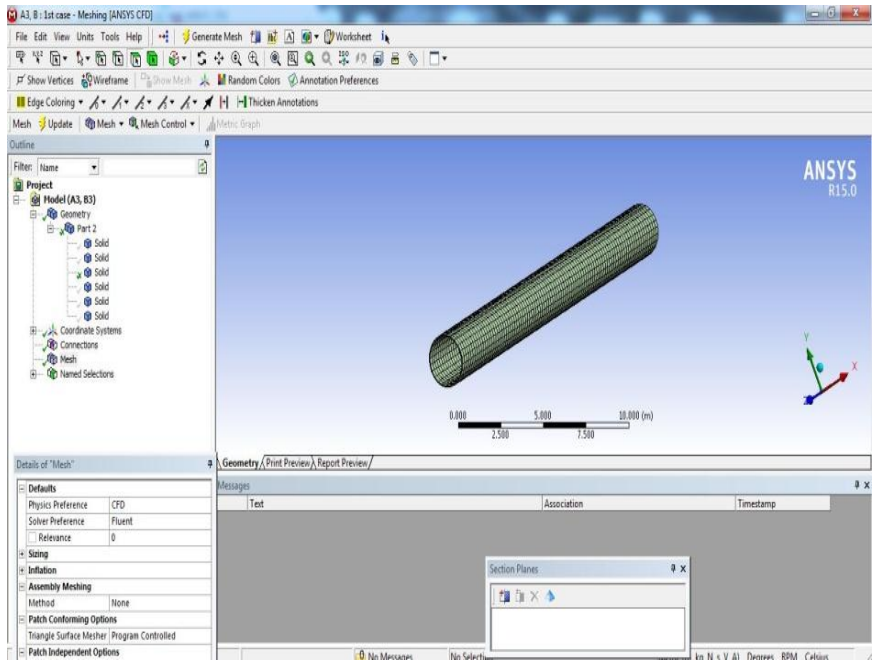 A3, B : 1st case - Meshing [ANSYS CFD]
File Edit View Units Tools Help Generate Mesh Worksheet
Show Vertices Wireframe Show Mesh Random Colors Annotation Preferences
Edge Coloring Thicken Annotations
Mesh Update Mesh Mesh Control Metric Graph
Outline
Filter: Name
Project
Model (A3, B3)
Geometry
Part 2
Solid
Solid
Solid
Solid
Solid
Solid
Coordinate Systems
Connections
Mesh
Named Selections
ANSYS
R15.0
Y
X
0.000 5.000 10.000 (m)
2.500 7.500
Geometry Print Preview Report Preview
Details of "Mesh"
Defaults
Physics Preference CFD
Solver Preference Fluent
Relevance 0
Sizing
Inflation
Assembly Meshing
Method None
Patch Conforming Options
Triangle Surface Mesher Program Controlled
Patch Independent Options
Messages
Text Association Timestamp
Section Planes
No Messages No Selection kg, N, s, V, A) Degrees RPM Celsius